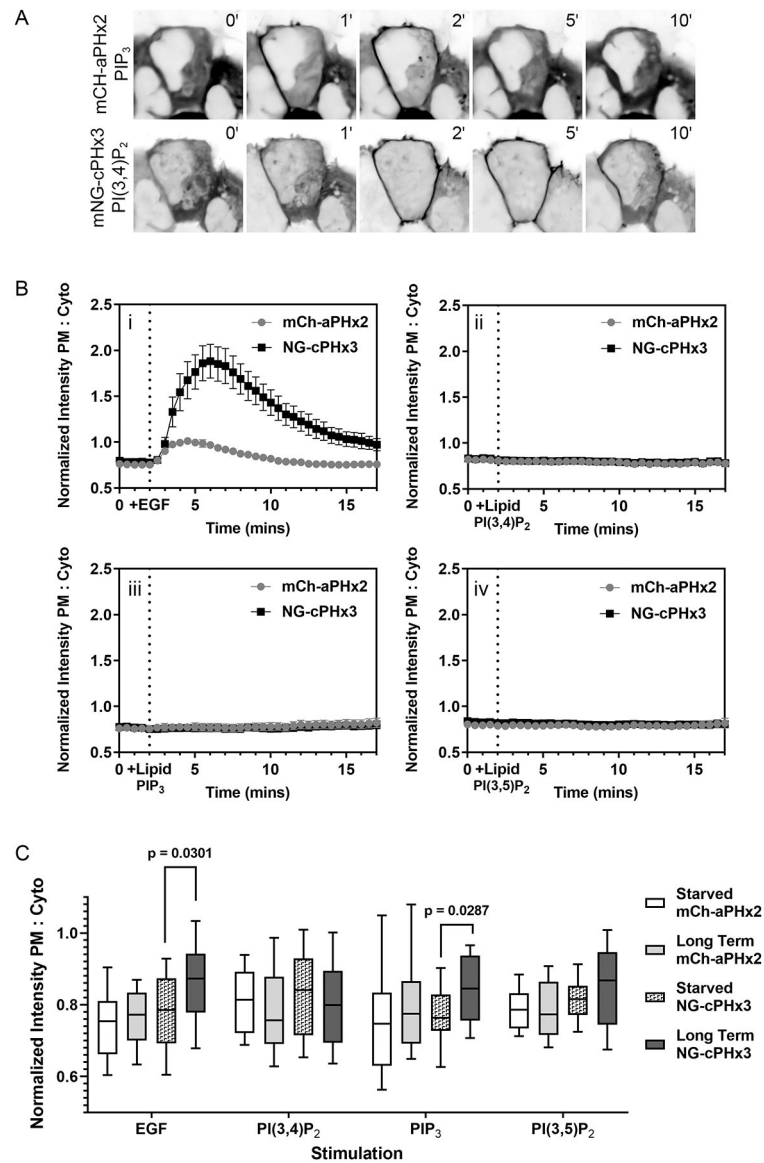 A
mCH-aPHx2
PIP3
0'
1'
2'
5'
10'
mNG-cPHx3
PI(3,4)P2
0'
1'
2'
5'
10'
B
i
Normalized Intensity PM : Cyto
2.5
2.0
1.5
1.0
0.5
mCh-aPHx2
NG-cPHx3
0 +EGF 5 10 15
Time (mins)
ii
Normalized Intensity PM : Cyto
2.5
2.0
1.5
1.0
0.5
mCh-aPHx2
NG-cPHx3
0 +Lipid 5 10 15
PI(3,4)P2
Time (mins)
iii
Normalized Intensity PM : Cyto
2.5
2.0
1.5
1.0
0.5
mCh-aPHx2
NG-cPHx3
0 +Lipid 5 10 15
PIP3
Time (mins)
iv
Normalized Intensity PM : Cyto
2.5
2.0
1.5
1.0
0.5
mCh-aPHx2
NG-cPHx3
0 +Lipid 5 10 15
PI(3,5)P2
Time (mins)
C
Normalized Intensity PM : Cyto
1.0
0.8
0.6
p = 0.0301
p = 0.0287
EGF PI(3,4)P2 PIP3 PI(3,5)P2
Stimulation
Starved
mCh-aPHx2
Long Term
mCh-aPHx2
Starved
NG-cPHx3
Long Term
NG-cPHx3